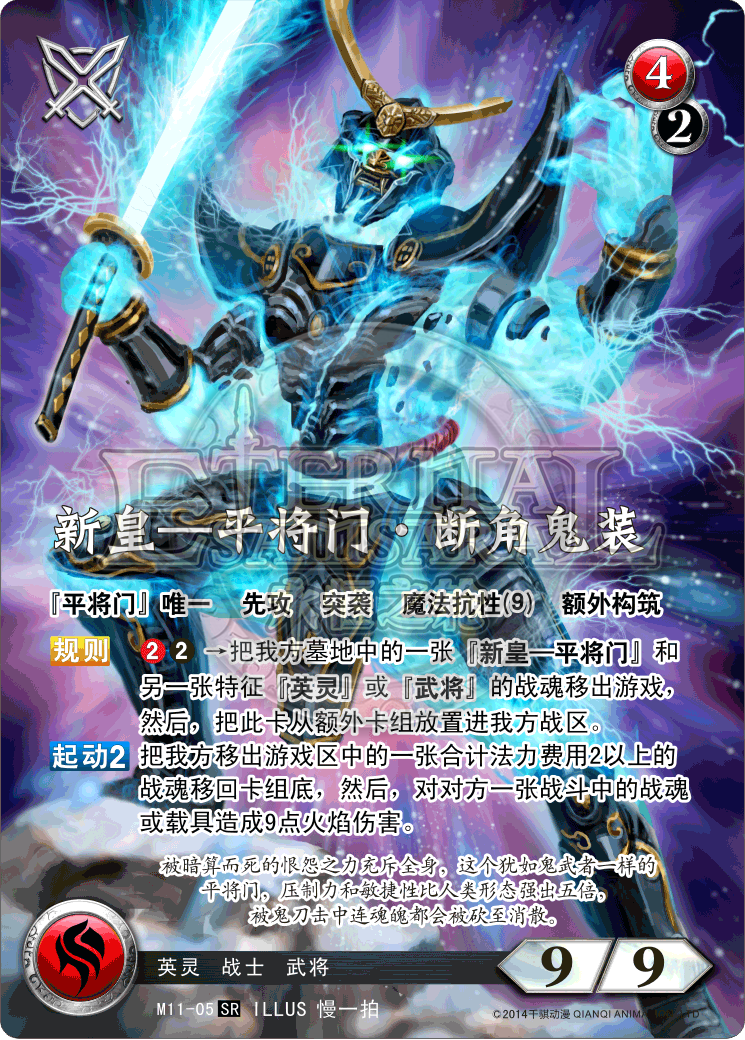 4
2
ETERNAL
新皇—平将门·断角鬼装
『平将门』唯一 先攻 突袭 魔法抗性(9) 额外构筑
规则 2 2 →把我方墓地中的一张『新皇—平将门』和
另一张特征『英灵』或『武将』的战魂移出游戏,
然后,把此卡从额外卡组放置进我方战区。
起动2 把我方移出游戏区中的一张合计法力费用2以上的
战魂移回卡组底,然后,对对方一张战斗中的战魂
或载具造成9点火焰伤害。
被暗算而死的恨怨之力充斥全身,这个犹如鬼武者一样的
平将门,压制力和敏捷性比人类形态强出五倍,
被鬼刀击中连魂魄都会被砍至消散。
英灵 战士 武将
9/9
M11-05 SR ILLUS 慢一拍
©2014千骐动漫 QIANQI ANIMATION LTD